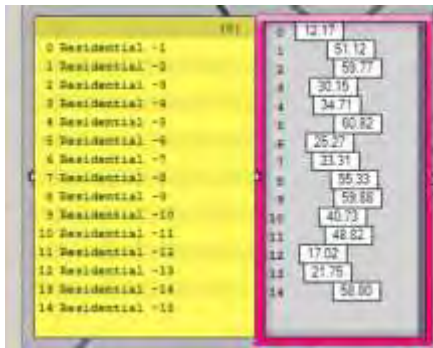 {0}
0 Residential -1
1 Residential -2
2 Residential -3
3 Residential -4
4 Residential -5
5 Residential -6
6 Residential -7
7 Residential -8
8 Residential -9
9 Residential -10
10 Residential -11
11 Residential -12
12 Residential -13
13 Residential -14
14 Residential -15
0 12.17
1 51.12
2 59.77
3 30.15
4 34.71
5 60.82
6 25.27
7 23.31
8 55.33
9 59.88
10 40.73
11 48.82
12 17.02
13 21.75
14 58.80